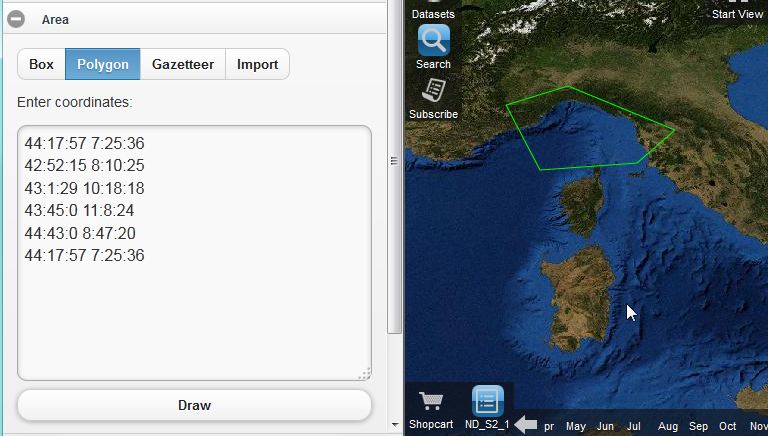 Area
Box Polygon Gazetteer Import
Enter coordinates:
44:17:57 7:25:36
42:52:15 8:10:25
43:1:29 10:18:18
43:45:0 11:8:24
44:43:0 8:47:20
44:17:57 7:25:36
Draw
Datasets
Start View
Search
Subscribe
Shopcart ND_S2_1
pr May Jun Jul Aug Sep Oct Nov